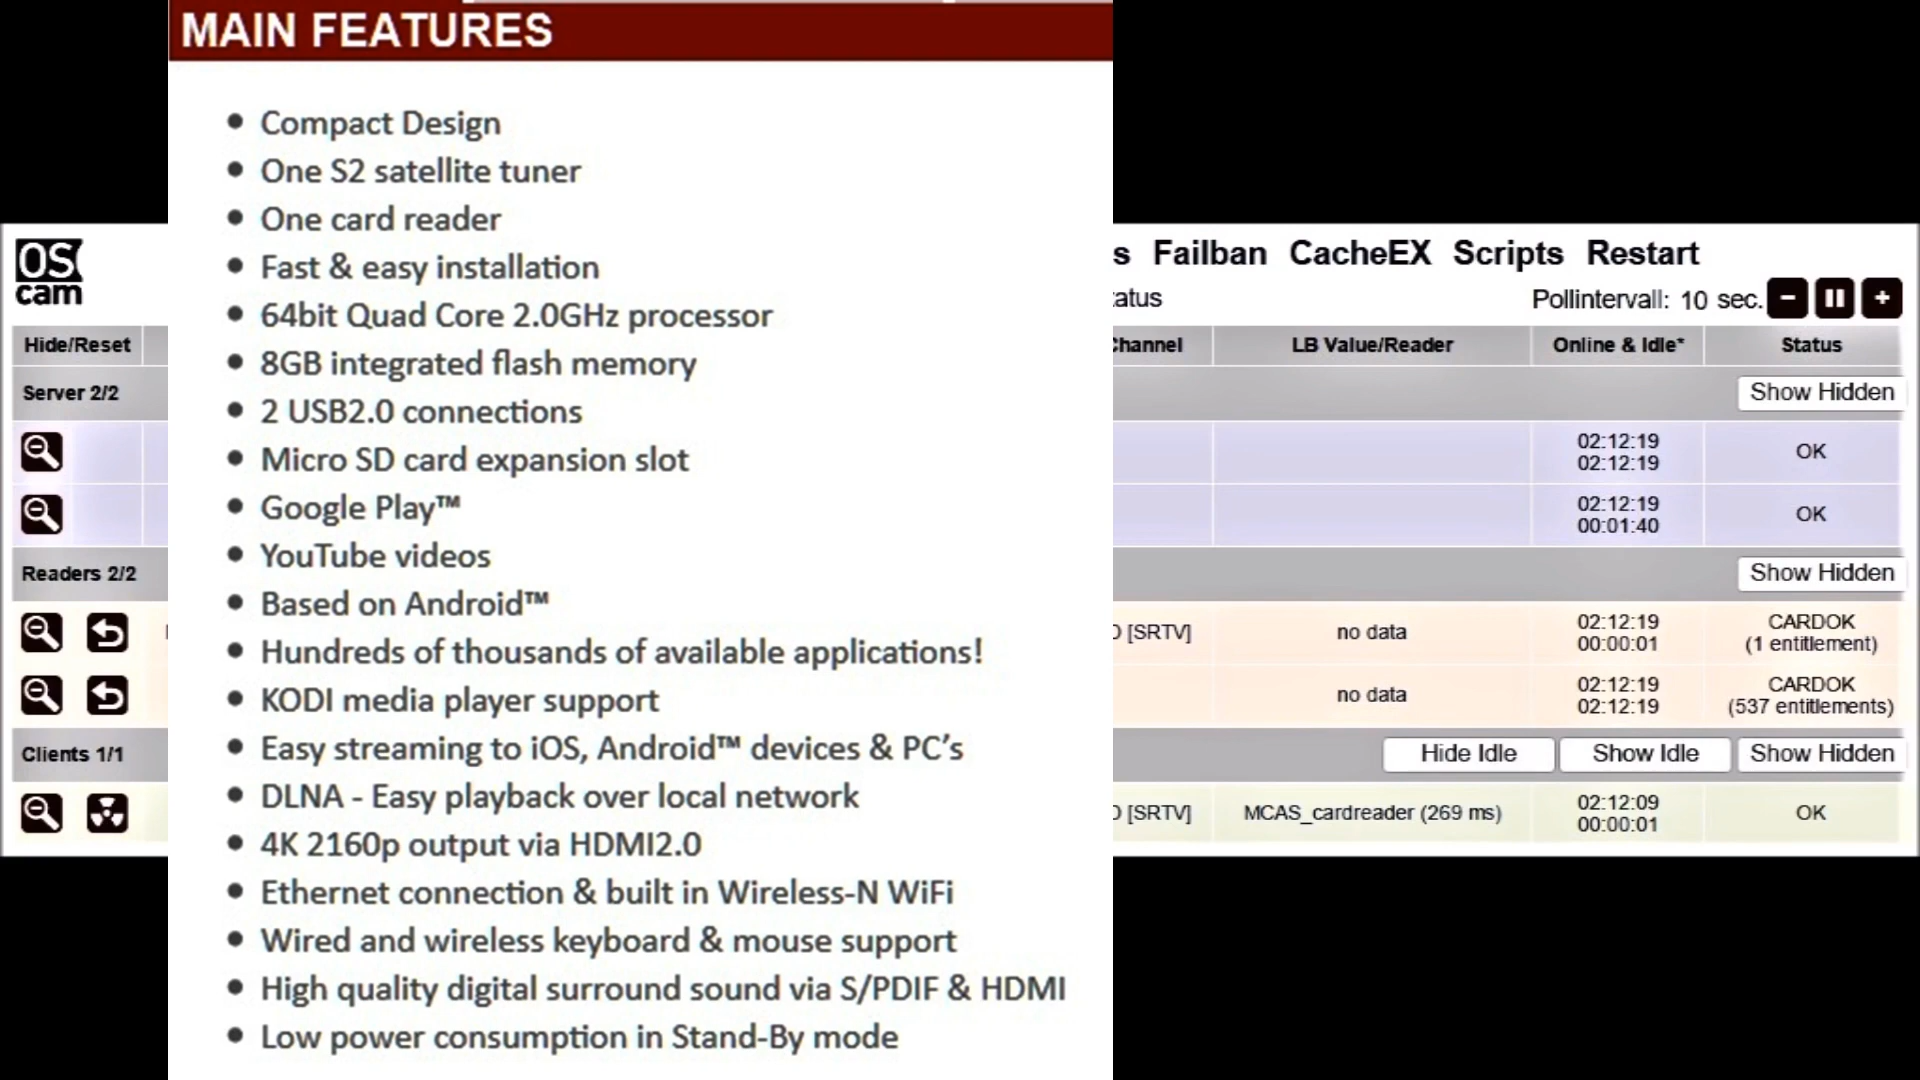 MAIN FEATURES
Compact Design
One S2 satellite tuner
One card reader
Fast & easy installation
64bit Quad Core 2.0GHz processor
8GB integrated flash memory
2 USB2.0 connections
Micro SD card expansion slot
Google Play™
YouTube videos
Based on Android™
Hundreds of thousands of available applications!
KODI media player support
Easy streaming to iOS, Android™ devices & PC's
DLNA - Easy playback over local network
4K 2160p output via HDMI2.0
Ethernet connection & built in Wireless-N WiFi
Wired and wireless keyboard & mouse support
High quality digital surround sound via S/PDIF & HDMI
Low power consumption in Stand-By mode
OS
cam
Hide/Reset
Server 2/2
Readers 2/2
Clients 1/1
s Failban CacheEX Scripts Restart
tatus Pollintervall: 10 sec. - +
Channel LB Value/Reader Online & Idle* Status
Show Hidden
02:12:19
02:12:19
OK
02:12:19
00:01:40
OK
Show Hidden
[SRTV] no data
02:12:19
00:00:01
CARDOK
(1 entitlement)
no data
02:12:19
02:12:19
CARDOK
(537 entitlements)
Hide Idle Show Idle Show Hidden
[SRTV] MCAS_cardreader (269 ms)
02:12:09
00:00:01
OK